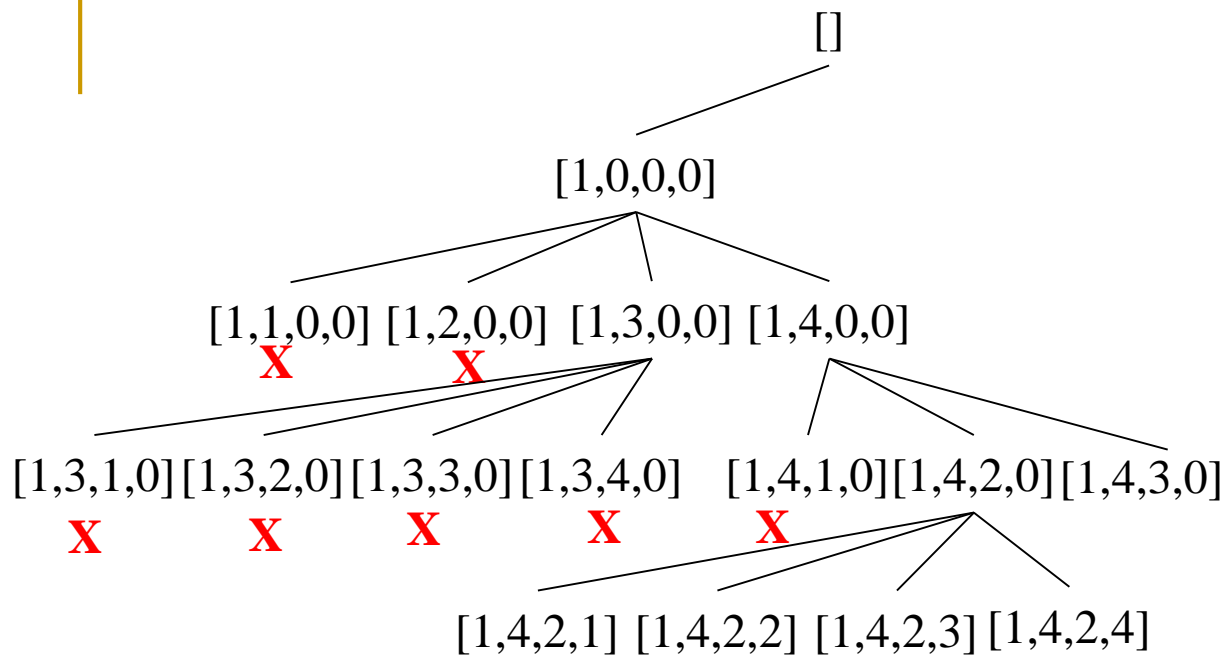 []
[1,0,0,0]
[1,1,0,0] [1,2,0,0] [1,3,0,0] [1,4,0,0]
X X
[1,3,1,0] [1,3,2,0] [1,3,3,0] [1,3,4,0] [1,4,1,0] [1,4,2,0] [1,4,3,0]
X X X X X
[1,4,2,1] [1,4,2,2] [1,4,2,3] [1,4,2,4]